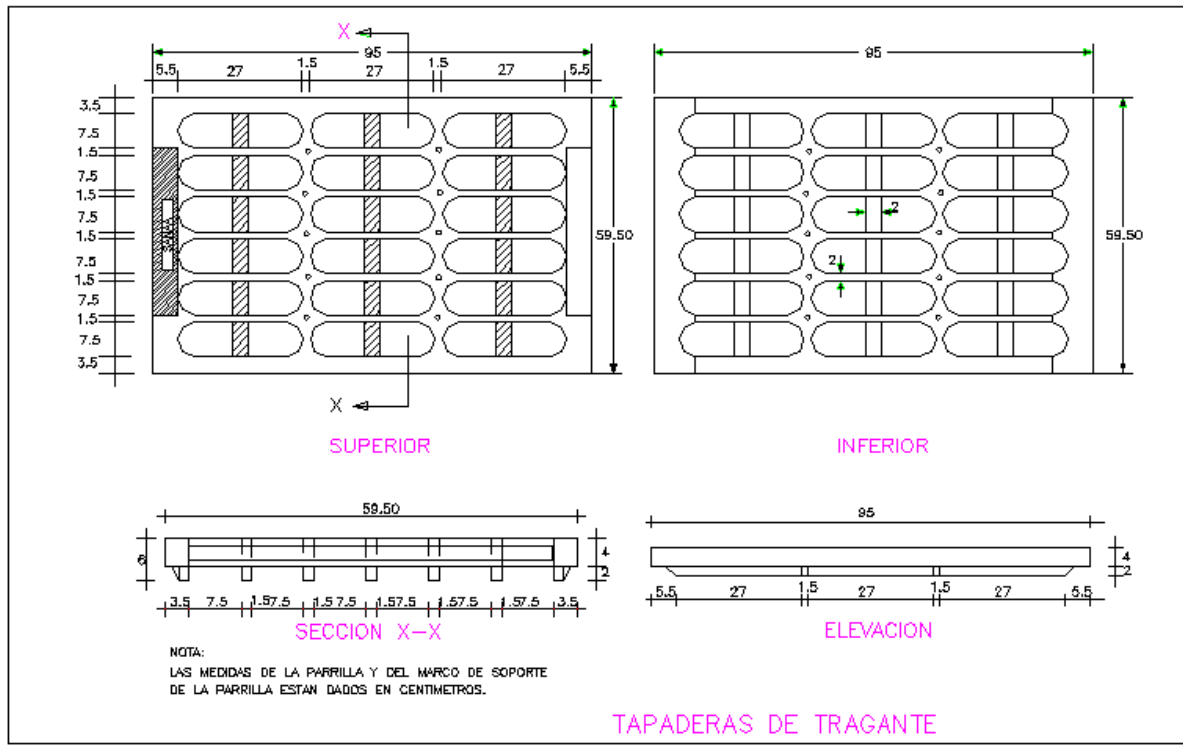 X
95
95
5.5 27 1.5 27 1.5 27 5.5
3.5
7.5
1.5
7.5
1.5
7.5
1.5
7.5
1.5
7.5
1.5
7.5
3.5
59.50
2
2
59.50
X
SUPERIOR
INFERIOR
59.50
95
6
4
2
4
2
3.5 7.5 1.5 7.5 1.5 7.5 1.5 7.5 1.5 7.5 1.5 7.5 3.5
5.5 27 1.5 27 1.5 27 5.5
SECCION X-X
ELEVACION
NOTA:
LAS MEDIDAS DE LA PARRILLA Y DEL MARCO DE SOPORTE
DE LA PARRILLA ESTAN DADOS EN CENTIMETROS.
TAPADERAS DE TRAGANTE